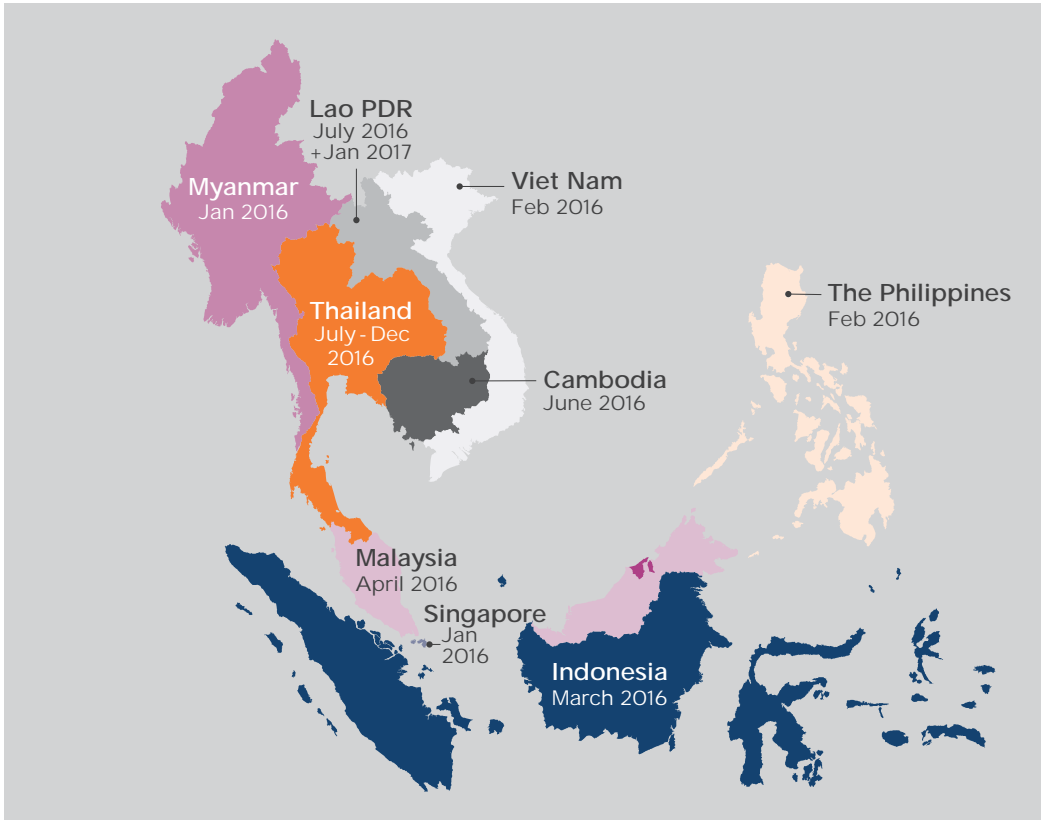 Lao PDR
July 2016
+Jan 2017
Myanmar
Jan 2016
Viet Nam
Feb 2016
Thailand
July - Dec
2016
The Philippines
Feb 2016
Cambodia
June 2016
Malaysia
April 2016
Singapore
Jan
2016
Indonesia
March 2016